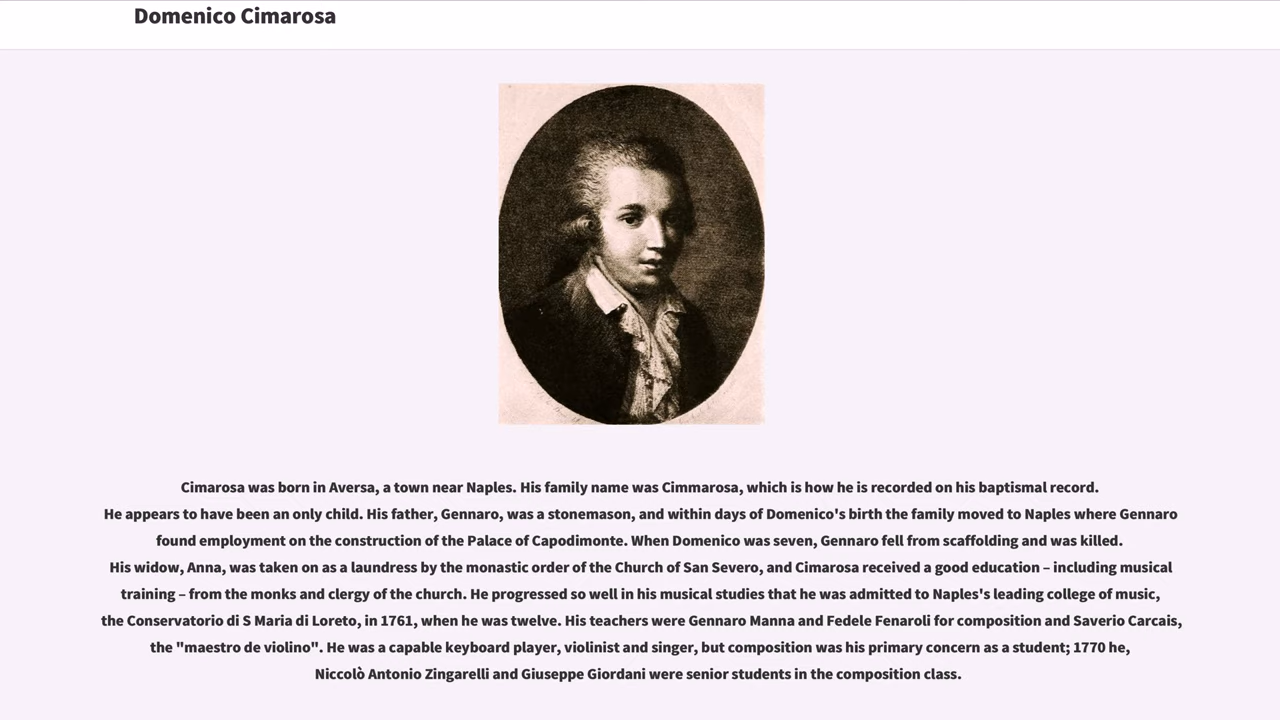 Domenico Cimarosa
Cimarosa was born in Aversa, a town near Naples. His family name was Cimmarosa, which is how he is recorded on his baptismal record.
He appears to have been an only child. His father, Gennaro, was a stonemason, and within days of Domenico's birth the family moved to Naples where Gennaro
found employment on the construction of the Palace of Capodimonte. When Domenico was seven, Gennaro fell from scaffolding and was killed.
His widow, Anna, was taken on as a laundress by the monastic order of the Church of San Severo, and Cimarosa received a good education – including musical
training – from the monks and clergy of the church. He progressed so well in his musical studies that he was admitted to Naples's leading college of music,
the Conservatorio di S Maria di Loreto, in 1761, when he was twelve. His teachers were Gennaro Manna and Fedele Fenaroli for composition and Saverio Carcais,
the "maestro de violino". He was a capable keyboard player, violinist and singer, but composition was his primary concern as a student; 1770 he,
Niccolò Antonio Zingarelli and Giuseppe Giordani were senior students in the composition class.